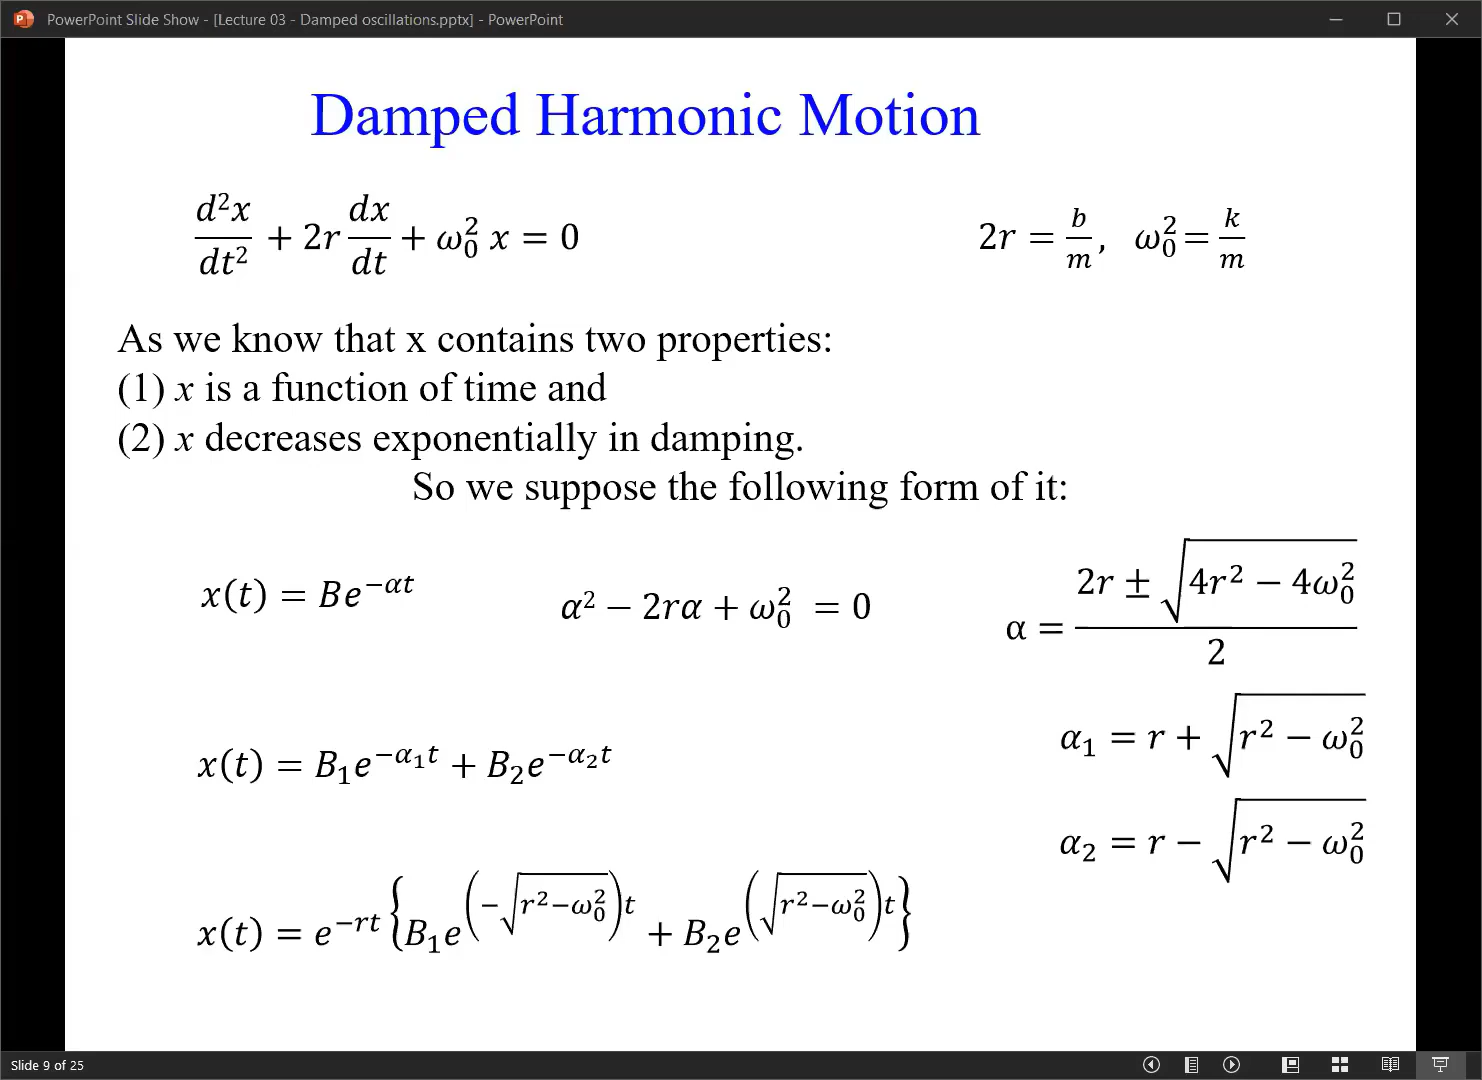 PowerPoint Slide Show - [Lecture 03 - Damped oscillations.pptx] - PowerPoint
Damped Harmonic Motion
d²x/dt² + 2r dx/dt + ω₀² x = 0
2r = b/m, ω₀² = k/m
As we know that x contains two properties:
(1) x is a function of time and
(2) x decreases exponentially in damping.
So we suppose the following form of it:
x(t) = Be^(−αt)
α² − 2rα + ω₀² = 0
α = (2r ± √(4r² − 4ω₀²))/2
α₁ = r + √(r² − ω₀²)
x(t) = B₁e^(−α₁t) + B₂e^(−α₂t)
α₂ = r − √(r² − ω₀²)
x(t) = e^(−rt) {B₁e^((−√(r²−ω₀²))t) + B₂e^((√(r²−ω₀²))t)}
Slide 9 of 25